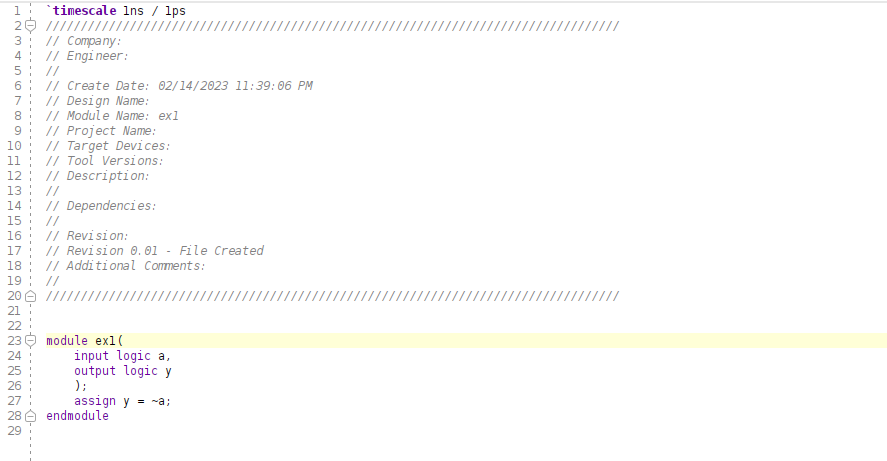 1 `timescale 1ns / 1ps
2 //////////////////////////////////////////////////////////////////////////////////
3 // Company:
4 // Engineer:
5 //
6 // Create Date: 02/14/2023 11:39:06 PM
7 // Design Name:
8 // Module Name: ex1
9 // Project Name:
10 // Target Devices:
11 // Tool Versions:
12 // Description:
13 //
14 // Dependencies:
15 //
16 // Revision:
17 // Revision 0.01 - File Created
18 // Additional Comments:
19 //
20 //////////////////////////////////////////////////////////////////////////////////
21
22
23 module ex1(
24     input logic a,
25     output logic y
26     );
27     assign y = ~a;
28 endmodule
29